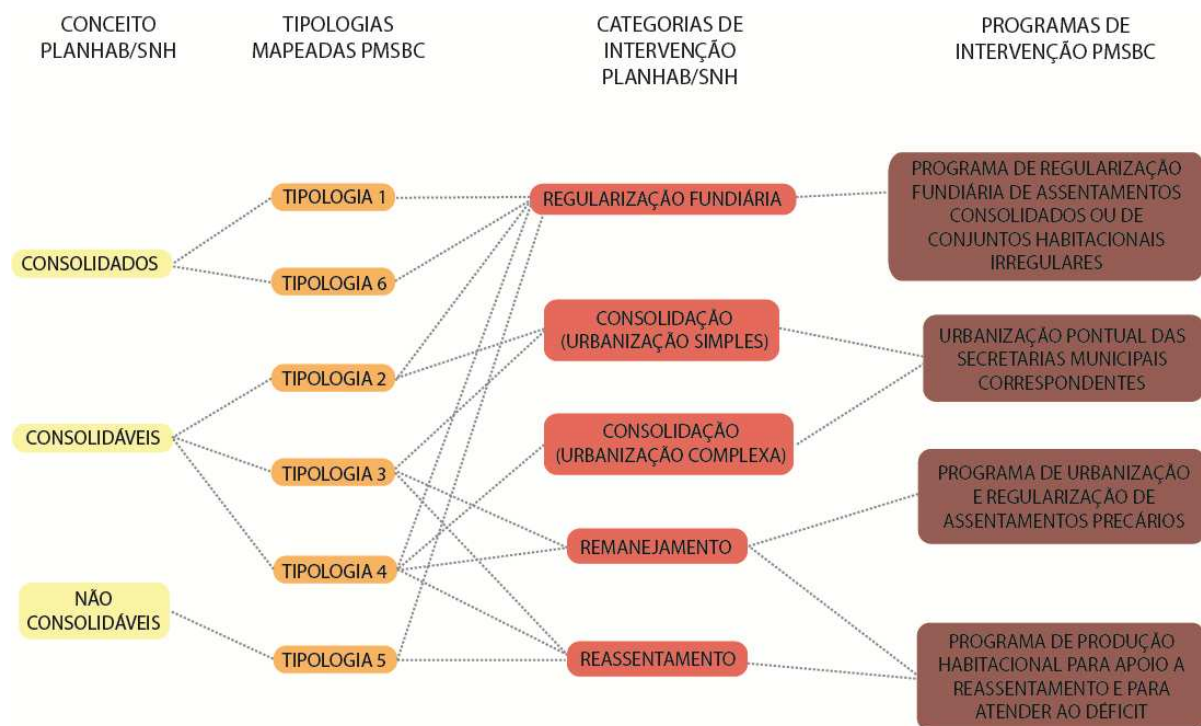 CONCEITO
PLANHAB/SNH
TIPOLOGIAS
MAPEADAS PMSBC
CATEGORIAS DE
INTERVENÇÃO
PLANHAB/SNH
PROGRAMAS DE
INTERVENÇÃO PMSBC
CONSOLIDADOS
CONSOLIDÁVEIS
NÃO
CONSOLIDÁVEIS
TIPOLOGIA 1
TIPOLOGIA 6
TIPOLOGIA 2
TIPOLOGIA 3
TIPOLOGIA 4
TIPOLOGIA 5
REGULARIZAÇÃO FUNDIÁRIA
CONSOLIDAÇÃO
(URBANIZAÇÃO SIMPLES)
CONSOLIDAÇÃO
(URBANIZAÇÃO COMPLEXA)
REMANEJAMENTO
REASSENTAMENTO
PROGRAMA DE REGULARIZAÇÃO
FUNDIÁRIA DE ASSENTAMENTOS
CONSOLIDADOS OU DE
CONJUNTOS HABITACIONAIS
IRREGULARES
URBANIZAÇÃO PONTUAL DAS
SECRETARIAS MUNICIPAIS
CORRESPONDENTES
PROGRAMA DE URBANIZAÇÃO
E REGULARIZAÇÃO DE
ASSENTAMENTOS PRECÁRIOS
PROGRAMA DE PRODUÇÃO
HABITACIONAL PARA APOIO A
REASSENTAMENTO E PARA
ATENDER AO DÉFICIT